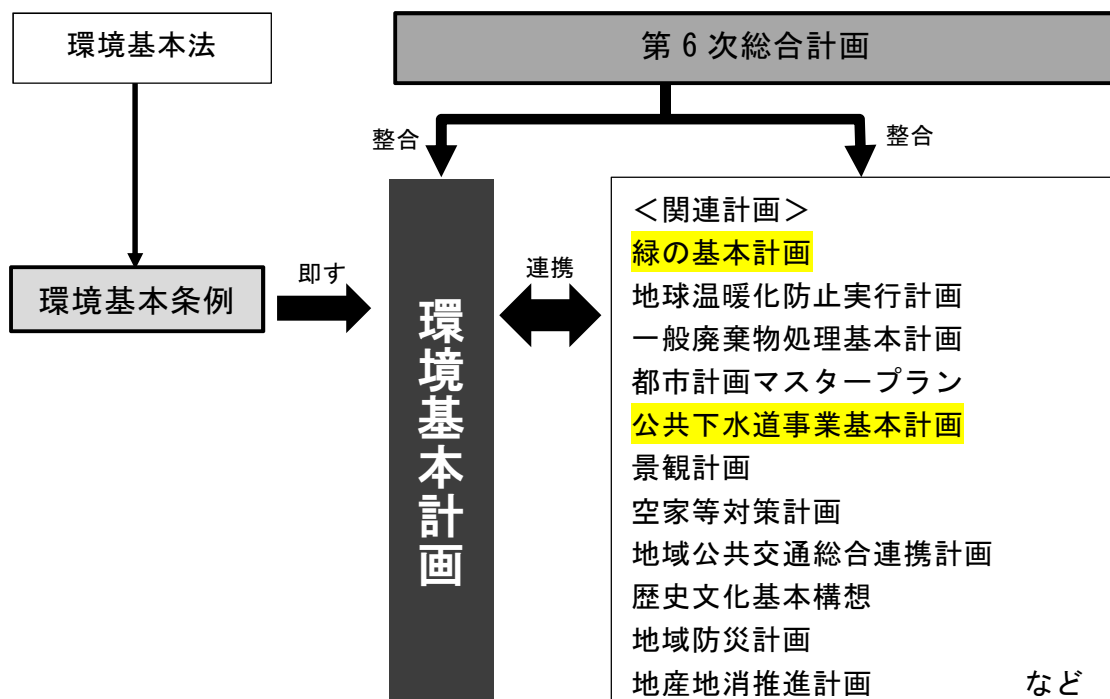 環境基本法
第６次総合計画
整合
整合
環境基本条例
即す
環境基本計画
連携
＜関連計画＞
緑の基本計画
地球温暖化防止実行計画
一般廃棄物処理基本計画
都市計画マスタープラン
公共下水道事業基本計画
景観計画
空家等対策計画
地域公共交通総合連携計画
歴史文化基本構想
地域防災計画
地産地消推進計画　　　　　など